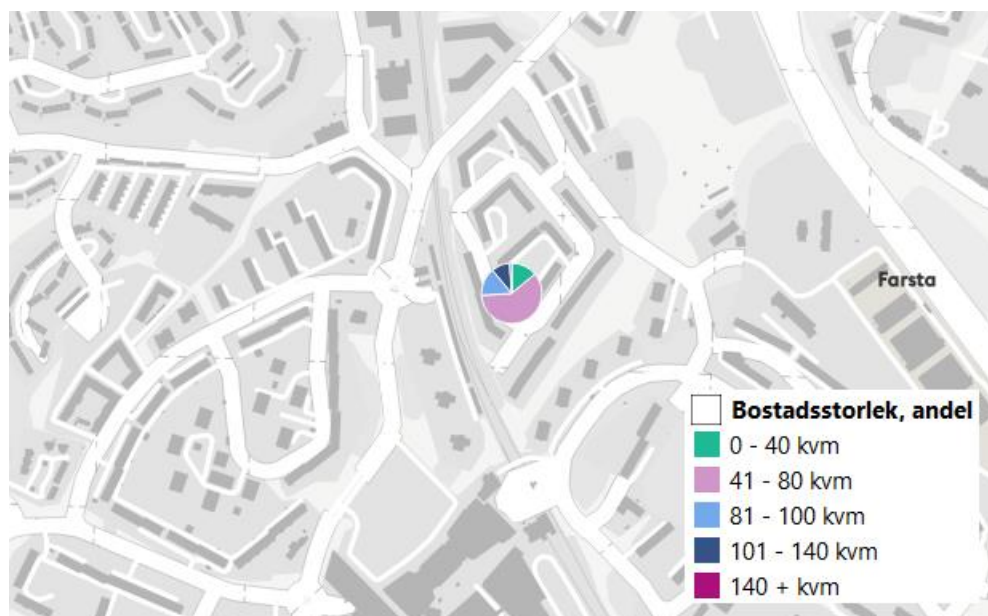 Farsta
Bostadsstorlek, andel
0 - 40 kvm
41 - 80 kvm
81 - 100 kvm
101 - 140 kvm
140 + kvm